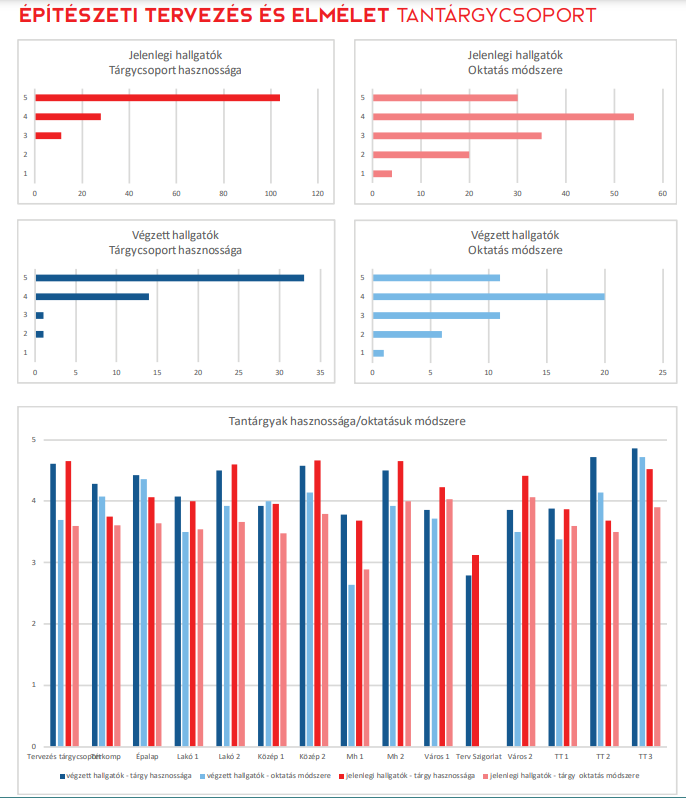 ÉPÍTÉSZETI TERVEZÉS ÉS ELMÉLET TANTÁRGYCSOPORT
Jelenlegi hallgatók
Tárgycsoport hasznossága
5
4
3
2
1
0 20 40 60 80 100 120
Jelenlegi hallgatók
Oktatás módszere
5
4
3
2
1
0 10 20 30 40 50 60
Végzett hallgatók
Tárgycsoport hasznossága
5
4
3
2
1
0 5 10 15 20 25 30 35
Végzett hallgatók
Oktatás módszere
5
4
3
2
1
0 5 10 15 20 25
Tantárgyak hasznossága/oktatásuk módszere
5
4
3
2
1
0
Tervezés tárgycsoport Térkomp Épalap Lakó 1 Lakó 2 Közép 1 Közép 2 Mh 1 Mh 2 Város 1 Terv Szigorlat Város 2 TT 1 TT 2 TT 3
végzett hallgatók - tárgy hasznossága végzett hallgatók - oktatás módszere jelenlegi hallgatók - tárgy hasznossága jelenlegi hallgatók - tárgy oktatás módszere